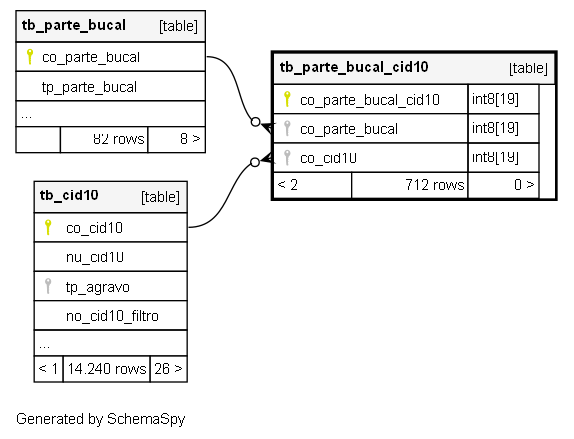 tb_parte_bucal [table]
co_parte_bucal
tp_parte_bucal
...
82 rows 8 >
tb_parte_bucal_cid10 [table]
co_parte_bucal_cid10 int8[19]
co_parte_bucal int8[19]
co_cid10 int8[19]
< 2 712 rows 0 >
tb_cid10 [table]
co_cid10
nu_cid10
tp_agravo
no_cid10_filtro
...
< 1 14.240 rows 26 >
Generated by SchemaSpy